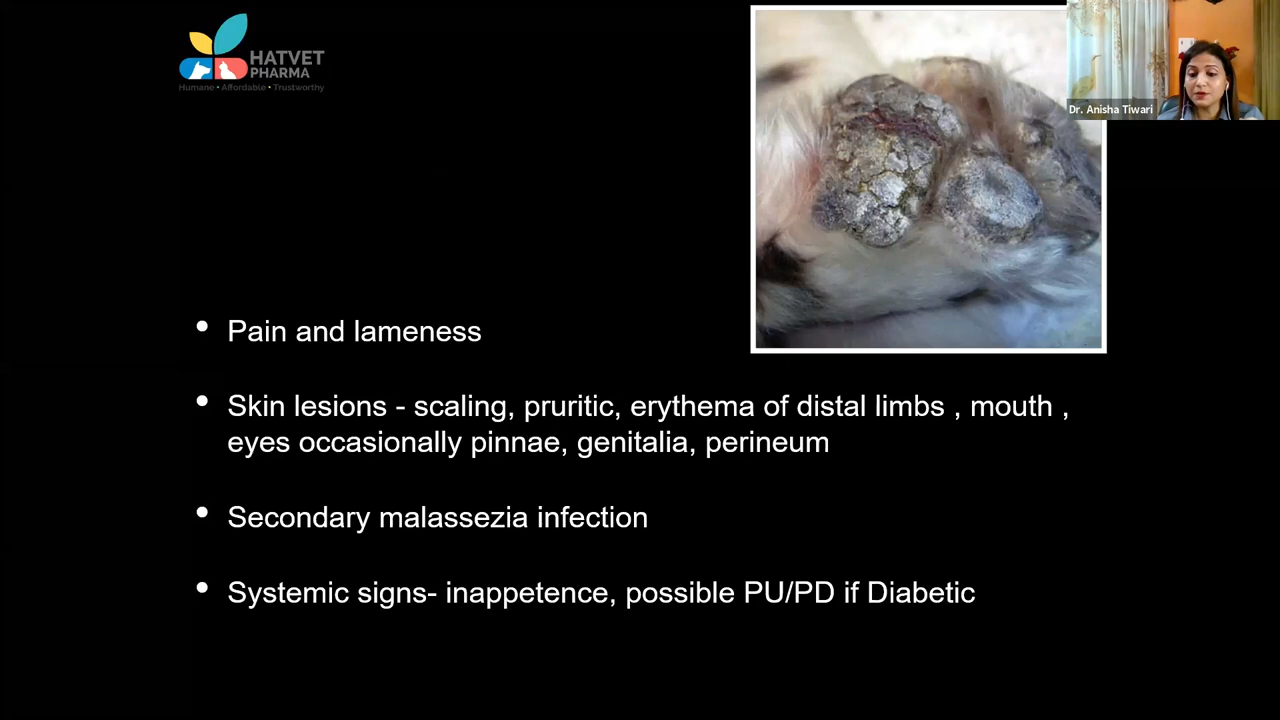 HATVET
PHARMA
Humane • Affordable • Trustworthy
Dr. Anisha Tiwari
• Pain and lameness
• Skin lesions - scaling, pruritic, erythema of distal limbs , mouth ,
eyes occasionally pinnae, genitalia, perineum
• Secondary malassezia infection
• Systemic signs- inappetence, possible PU/PD if Diabetic